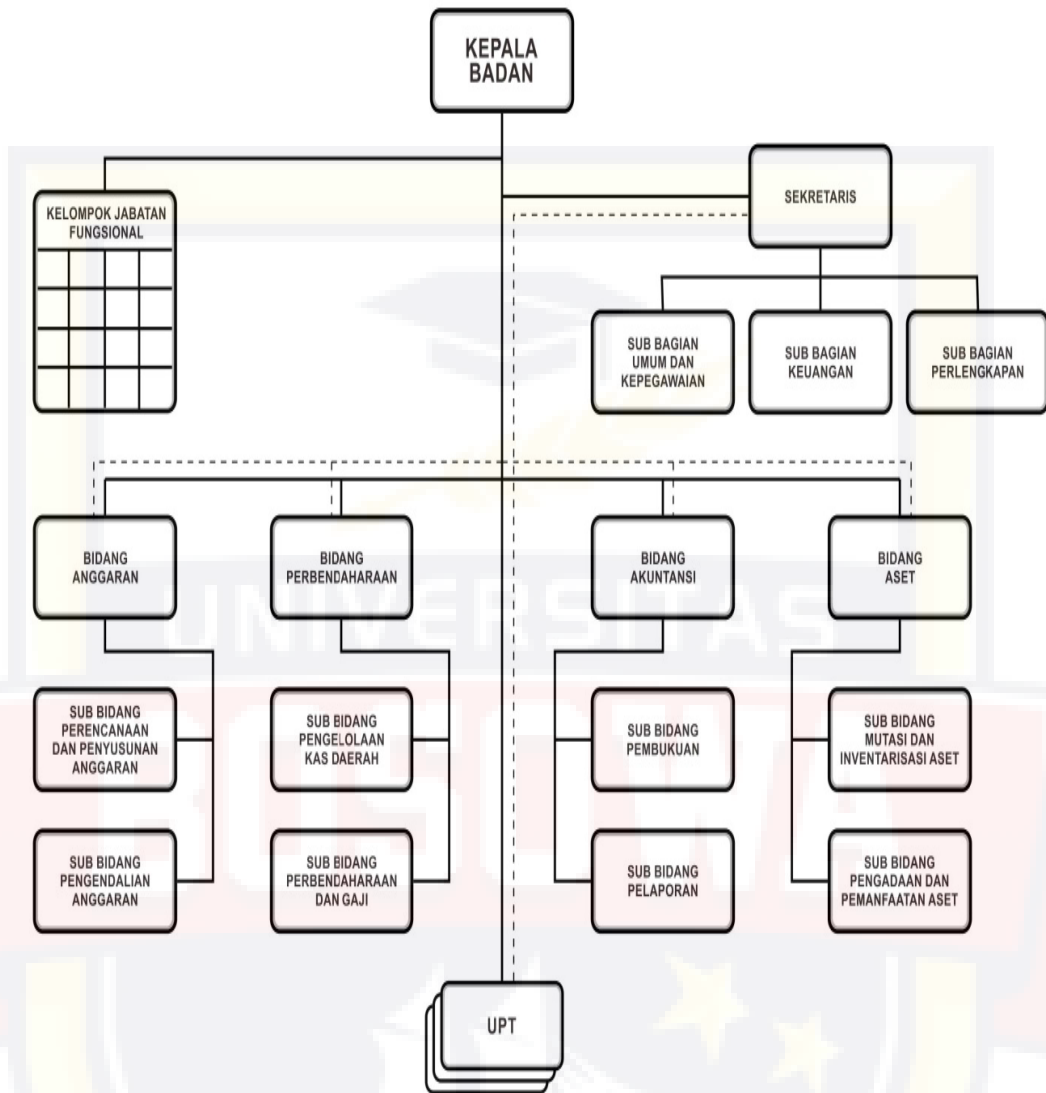 KEPALA
BADAN
SEKRETARIS
KELOMPOK JABATAN
FUNGSIONAL
SUB BAGIAN
UMUM DAN
KEPEGAWAIAN
SUB BAGIAN
KEUANGAN
SUB BAGIAN
PERLENGKAPAN
BIDANG
ANGGARAN
BIDANG
PERBENDAHARAAN
BIDANG
AKUNTANSI
BIDANG
ASET
UNIVERSITAS
BOSOWA
SUB BIDANG
PERENCANAAN
DAN PENYUSUNAN
ANGGARAN
SUB BIDANG
PENGELOLAAN
KAS DAERAH
SUB BIDANG
PEMBUKUAN
SUB BIDANG
MUTASI DAN
INVENTARISASI ASET
SUB BIDANG
PENGENDALIAN
ANGGARAN
SUB BIDANG
PERBENDAHARAAN
DAN GAJI
SUB BIDANG
PELAPORAN
SUB BIDANG
PENGADAAN DAN
PEMANFAATAN ASET
UPT